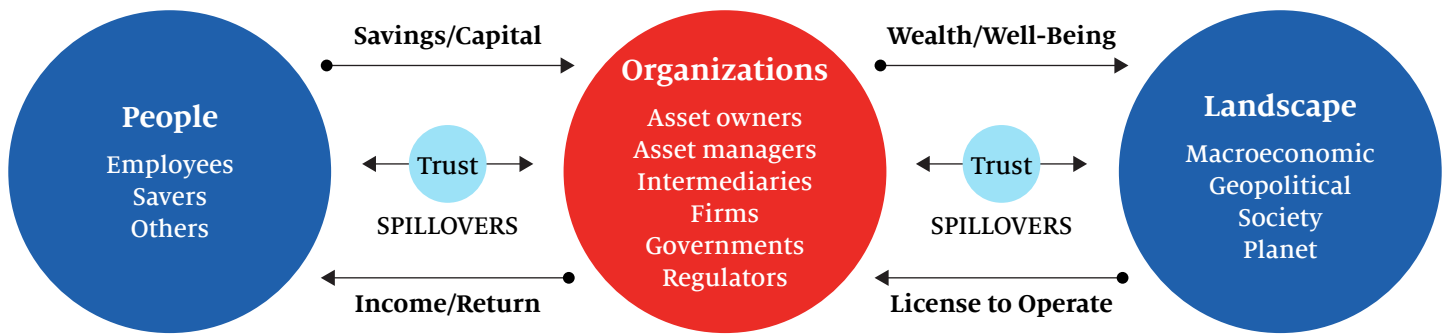 People
Employees
Savers
Others
Savings/Capital
Trust
SPILLOVERS
Income/Return
Organizations
Asset owners
Asset managers
Intermediaries
Firms
Governments
Regulators
Wealth/Well-Being
Trust
SPILLOVERS
License to Operate
Landscape
Macroeconomic
Geopolitical
Society
Planet